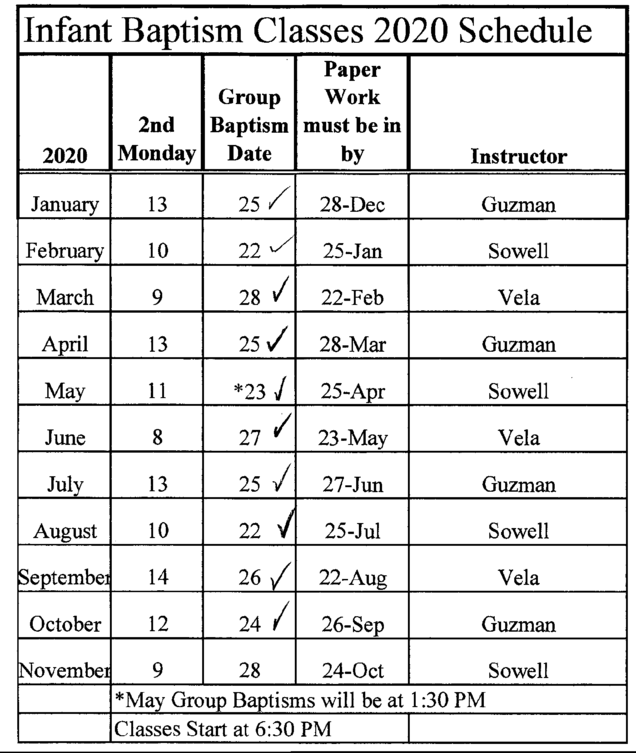 Infant Baptism Classes 2020 Schedule
2020 2nd Monday Group Baptism Date Paper Work must be in by Instructor
January 13 25 ✓ 28-Dec Guzman
February 10 22 ✓ 25-Jan Sowell
March 9 28 ✓ 22-Feb Vela
April 13 25 ✓ 28-Mar Guzman
May 11 *23 ✓ 25-Apr Sowell
June 8 27 ✓ 23-May Vela
July 13 25 ✓ 27-Jun Guzman
August 10 22 ✓ 25-Jul Sowell
September 14 26 ✓ 22-Aug Vela
October 12 24 ✓ 26-Sep Guzman
November 9 28 24-Oct Sowell
*May Group Baptisms will be at 1:30 PM
Classes Start at 6:30 PM